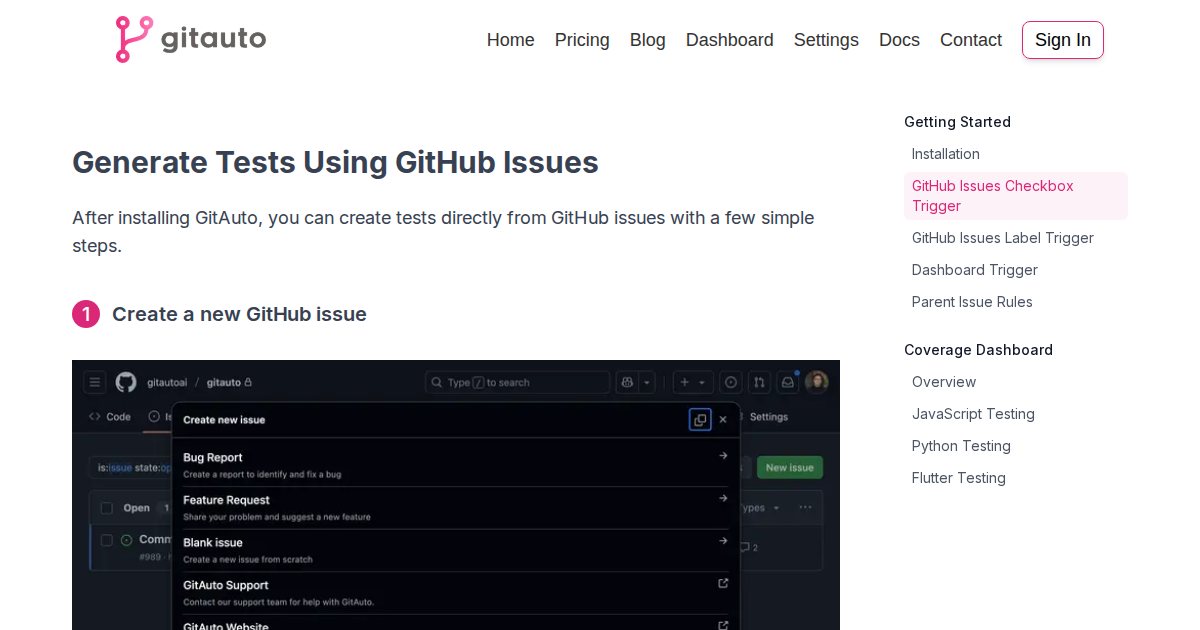 gitauto
Home Pricing Blog Dashboard Settings Docs Contact Sign In
Generate Tests Using GitHub Issues
After installing GitAuto, you can create tests directly from GitHub issues with a few simple
steps.
1 Create a new GitHub issue
gitautoai / gitauto
Type / to search
Code
Settings
Create new issue
is:issue
New issue
Bug Report
Create a report to identify and fix a bug
Feature Request
Share your problem and suggest a new feature
Open 1
Blank issue
Create a new issue from scratch
#989
2
GitAuto Support
Contact our support team for help with GitAuto.
GitAuto Website
Getting Started
Installation
GitHub Issues Checkbox
Trigger
GitHub Issues Label Trigger
Dashboard Trigger
Parent Issue Rules
Coverage Dashboard
Overview
JavaScript Testing
Python Testing
Flutter Testing